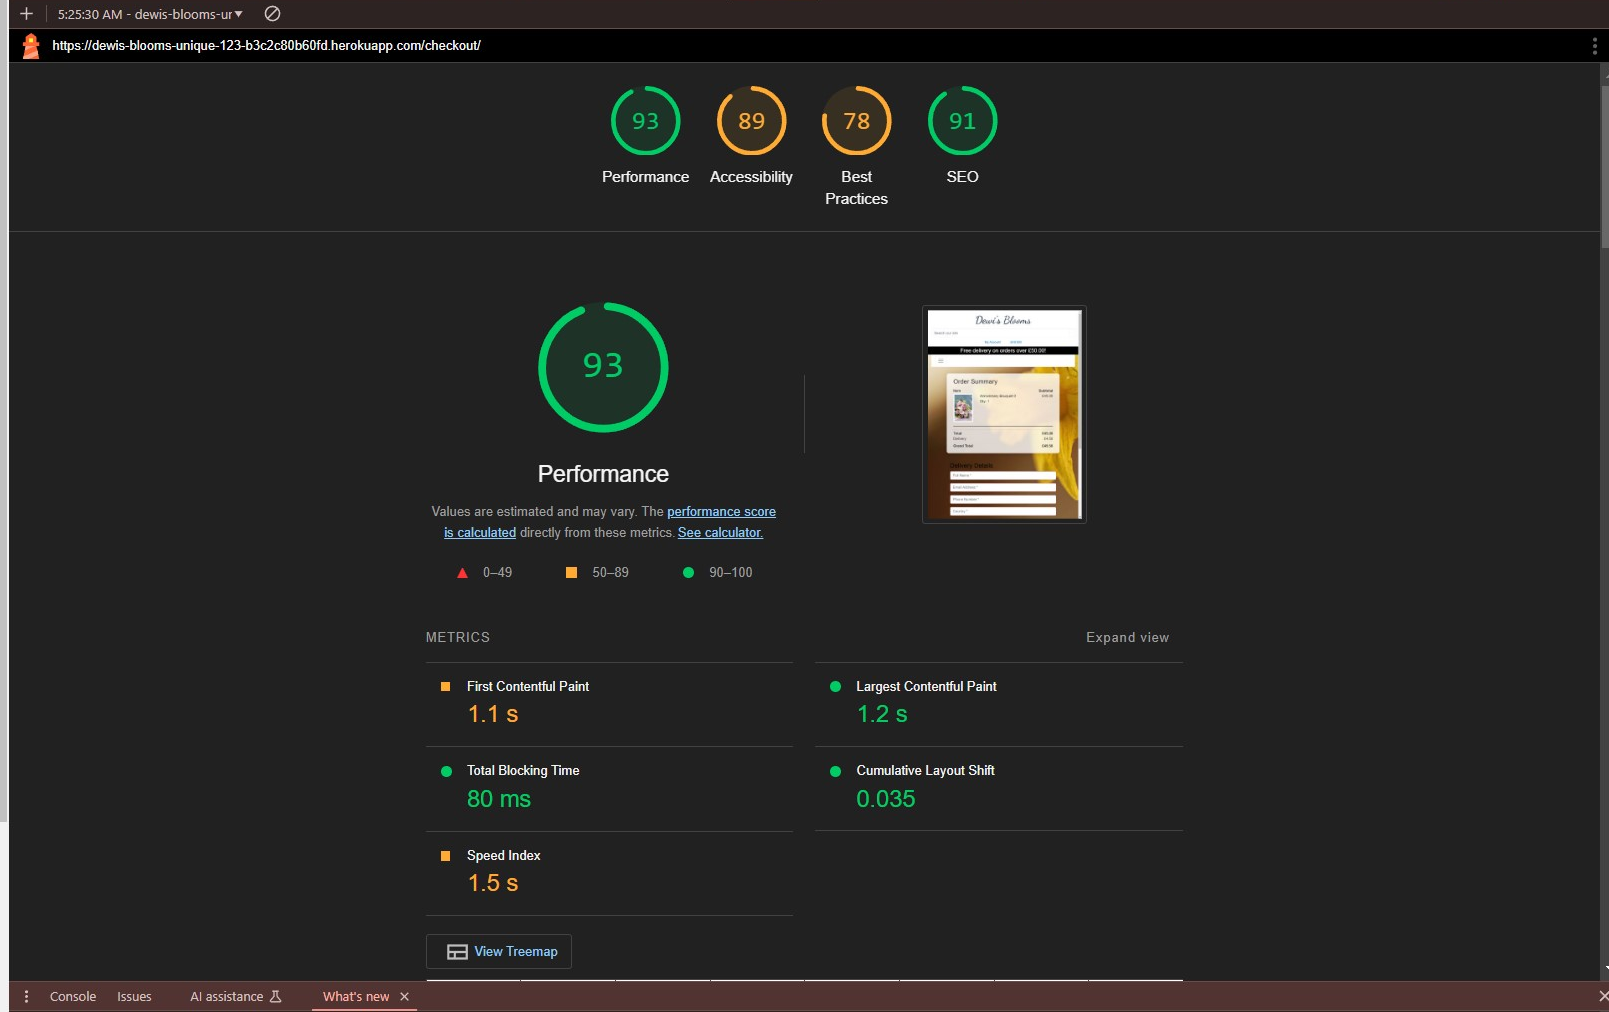 5:25:30 AM - dewis-blooms-ur
https://dewis-blooms-unique-123-b3c2c80b60fd.herokuapp.com/checkout/
93
89
78
91
Performance
Accessibility
Best
Practices
SEO
93
Performance
Values are estimated and may vary. The performance score
is calculated directly from these metrics. See calculator.
0–49
50–89
90–100
Dewi's Blooms
Free delivery on orders over £50.00!
Order Summary
Delivery Details
METRICS
Expand view
First Contentful Paint
1.1 s
Largest Contentful Paint
1.2 s
Total Blocking Time
80 ms
Cumulative Layout Shift
0.035
Speed Index
1.5 s
View Treemap
Console
Issues
AI assistance
What's new